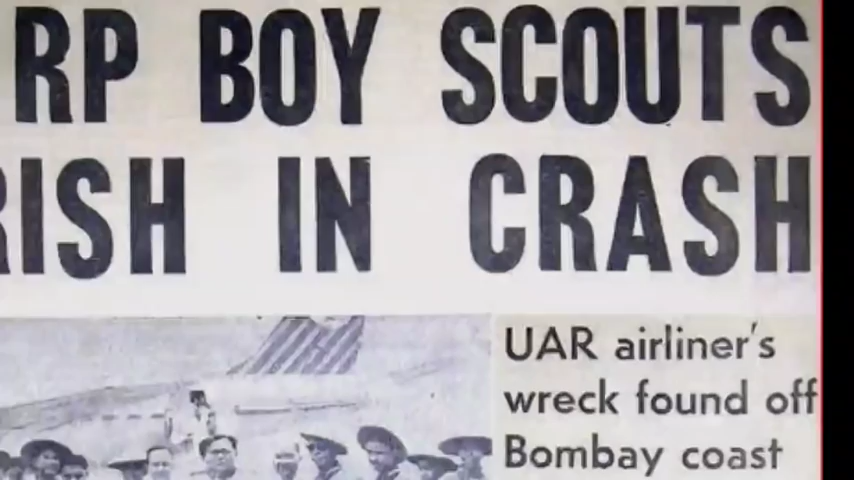 RP BOY SCOUTS
RISH IN CRASH
UAR airliner's
wreck found off
Bombay coast